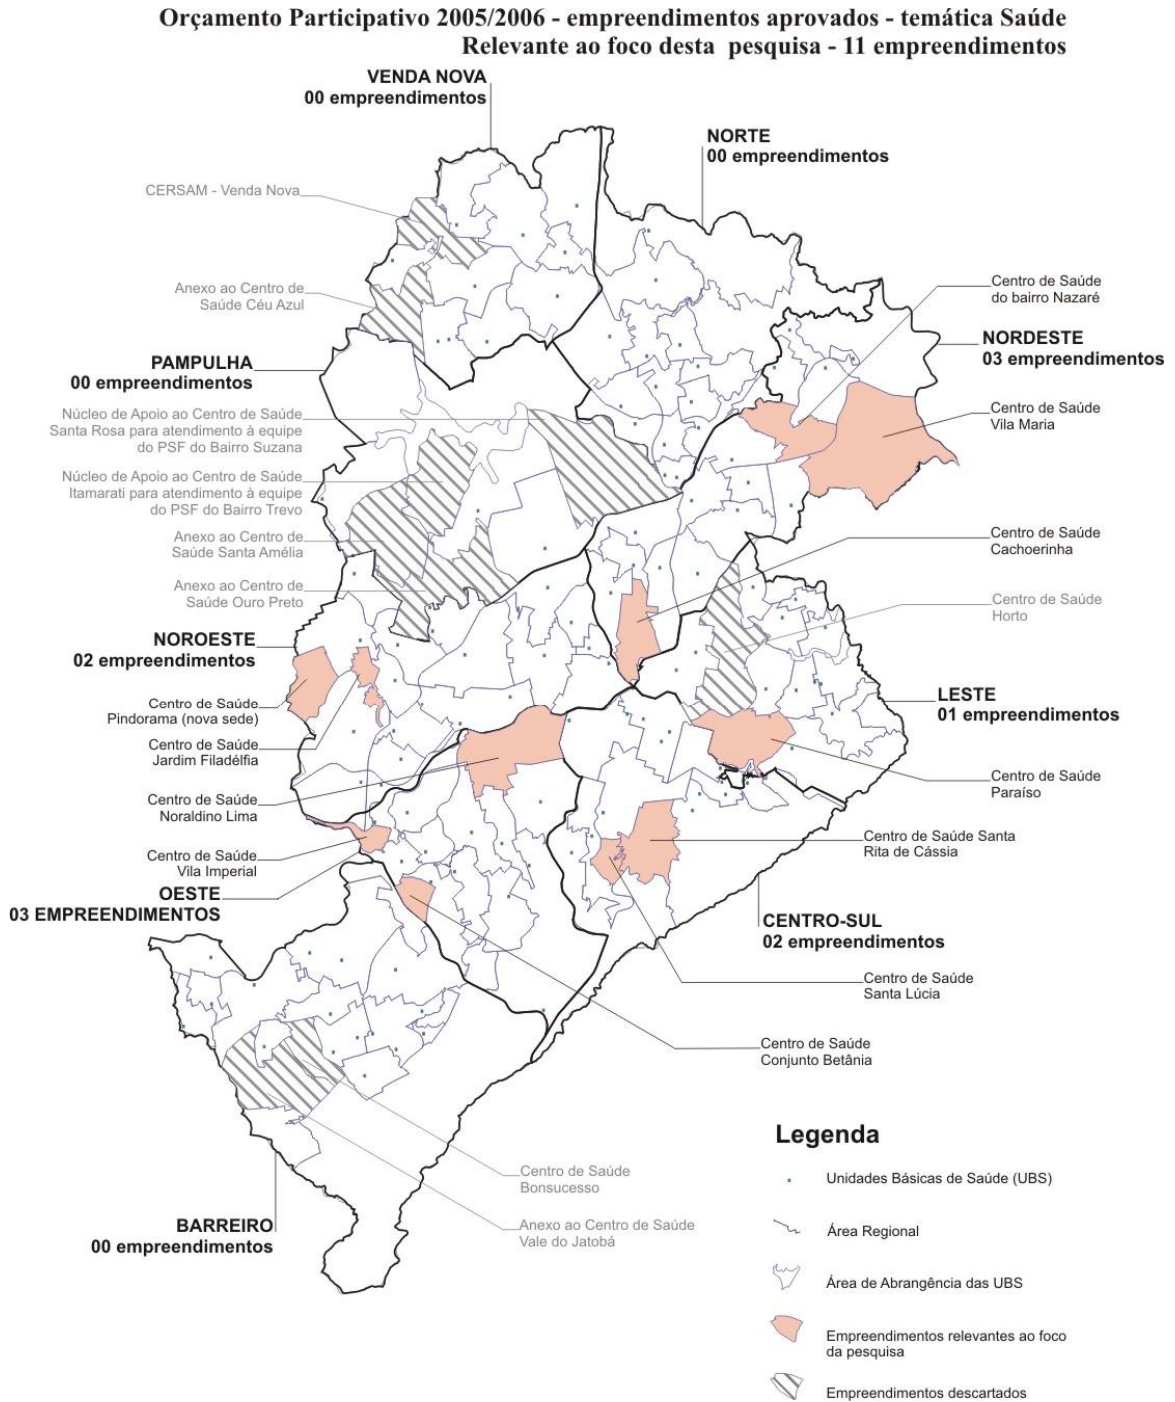 Orçamento Participativo 2005/2006 - empreendimentos aprovados - temática Saúde
Relevante ao foco desta pesquisa - 11 empreendimentos
VENDA NOVA
00 empreendimentos
NORTE
00 empreendimentos
CERSAM - Venda Nova
Anexo ao Centro de
Saúde Céu Azul
Centro de Saúde
do bairro Nazaré
NORDESTE
03 empreendimentos
PAMPULHA
00 empreendimentos
Núcleo de Apoio ao Centro de Saúde
Santa Rosa para atendimento à equipe
do PSF do Bairro Suzana
Centro de Saúde
Vila Maria
Núcleo de Apoio ao Centro de Saúde
Itamarati para atendimento à equipe
do PSF do Bairro Trevo
Anexo ao Centro de
Saúde Santa Amélia
Centro de Saúde
Cachoerinha
Anexo ao Centro de
Saúde Ouro Preto
Centro de Saúde
Horto
NOROESTE
02 empreendimentos
LESTE
01 empreendimentos
Centro de Saúde
Pindorama (nova sede)
Centro de Saúde
Jardim Filadélfia
Centro de Saúde
Paraíso
Centro de Saúde
Noraldino Lima
Centro de Saúde Santa
Rita de Cássia
Centro de Saúde
Vila Imperial
OESTE
03 EMPREENDIMENTOS
CENTRO-SUL
02 empreendimentos
Centro de Saúde
Santa Lúcia
Centro de Saúde
Conjunto Betânia
Centro de Saúde
Bonsucesso
Anexo ao Centro de Saúde
Vale do Jatobá
BARREIRO
00 empreendimentos
Legenda
Unidades Básicas de Saúde (UBS)
Área Regional
Área de Abrangência das UBS
Empreendimentos relevantes ao foco
da pesquisa
Empreendimentos descartados